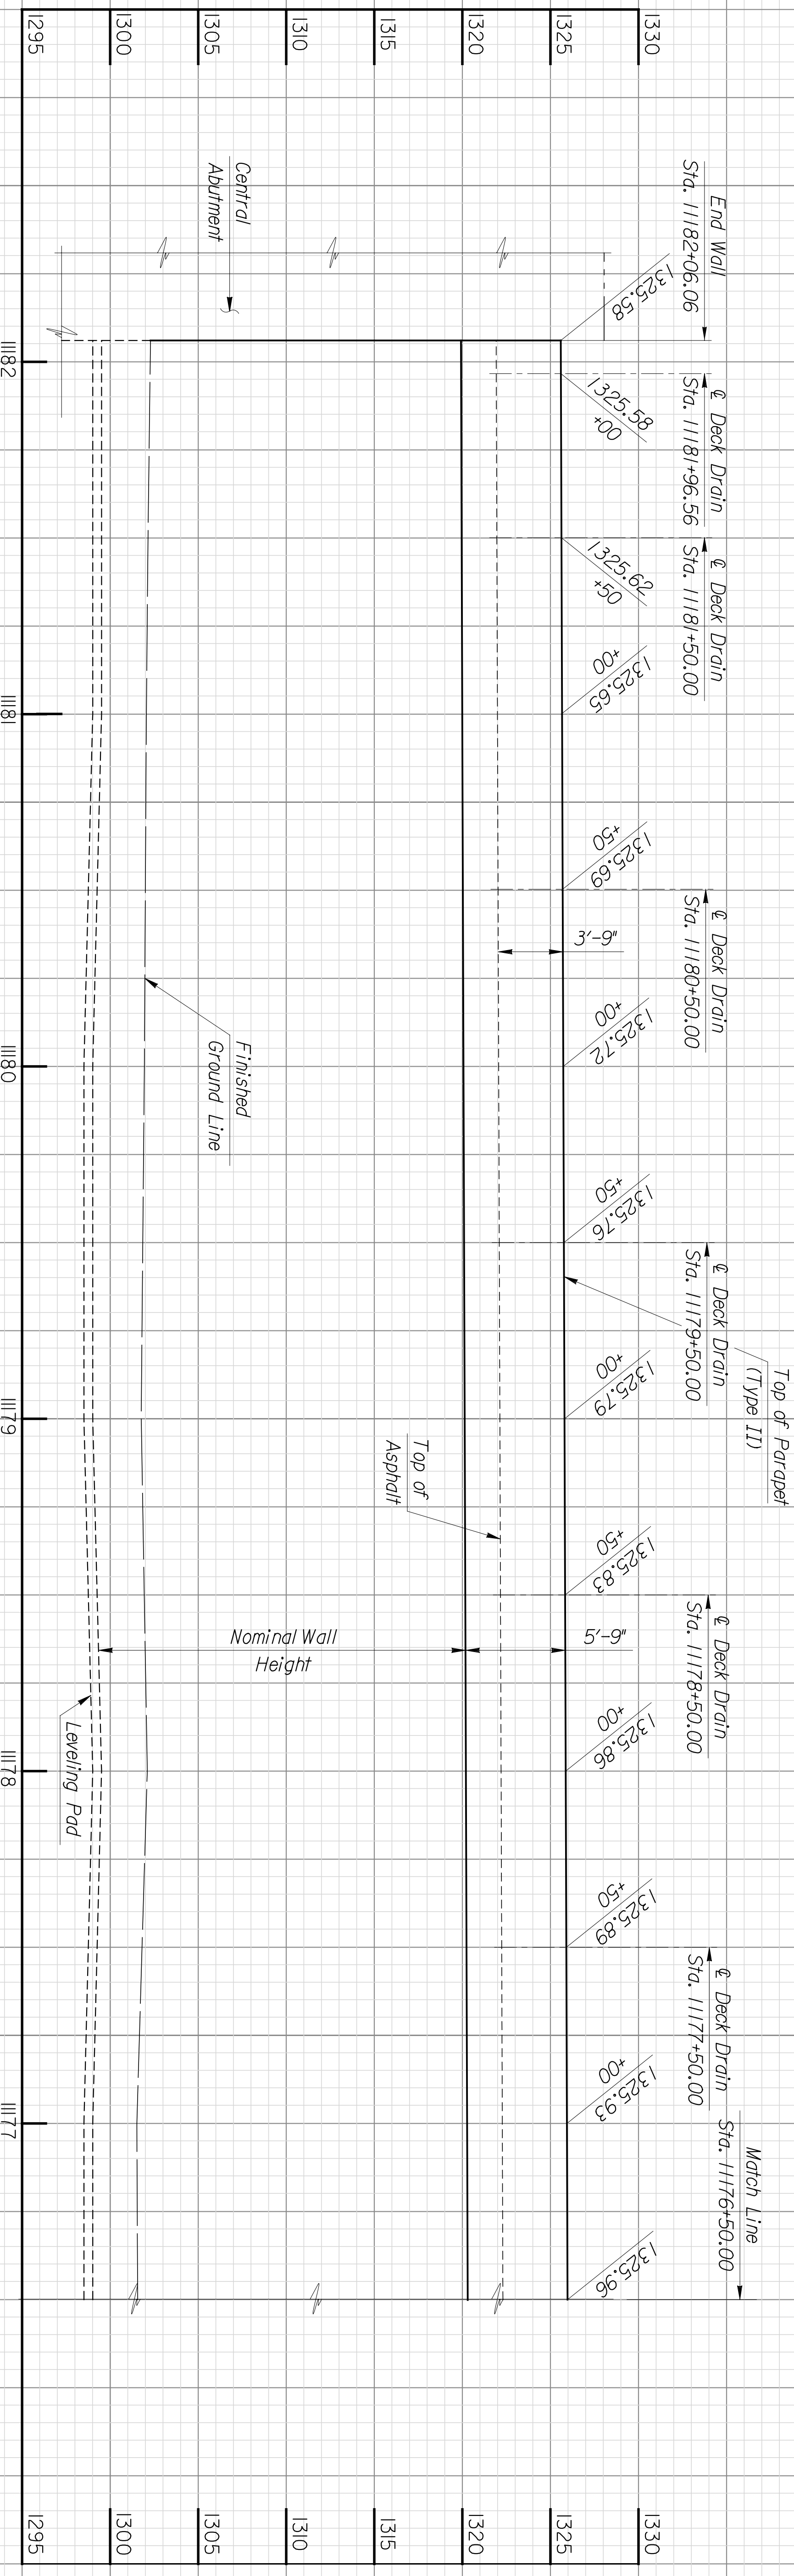 1330
1325
1320
1315
1310
1305
1300
1295
End Wall
Sta. 11182+06.06
℄ Deck Drain
Sta. 11181+96.56
℄ Deck Drain
Sta. 11181+50.00
℄ Deck Drain
Sta. 11180+50.00
℄ Deck Drain
Sta. 11179+50.00
Top of Parapet
(Type II)
℄ Deck Drain
Sta. 11178+50.00
℄ Deck Drain
Sta. 11177+50.00
Match Line
Sta. 11176+50.00
1325.58
1325.58
+00
1325.62
+50
1325.65
+00
1325.69
+50
1325.72
+00
1325.76
+50
1325.79
+00
1325.83
+50
1325.86
+00
1325.89
+50
1325.93
+00
1325.96
3'-9"
5'-9"
Top of
Asphalt
Nominal Wall
Height
Central
Abutment
Finished
Ground Line
Leveling Pad
11182
11181
11180
11179
11178
11177
1330
1325
1320
1315
1310
1305
1300
1295